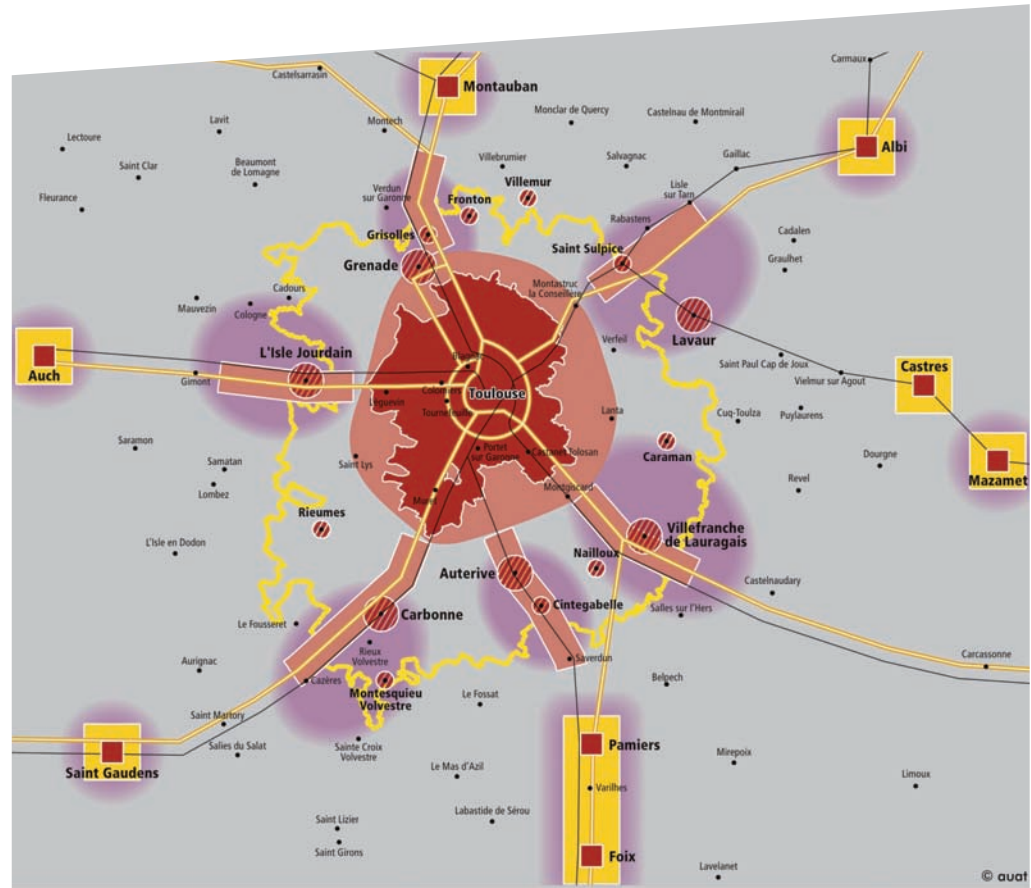 Carmaux
Castelsarrasin
Montauban
Monclar de Quercy
Castelnau de Montmirail
Lavit
Montech
Lectoure
Albi
Saint Clar
Beaumont
de Lomagne
Villebrumier
Salvagnac
Gaillac
Fleurance
Verdun
sur Garonne
Fronton
Villemur
Lisle
sur Tarn
Grisolles
Rabastens
Cadalen
Grenade
Saint Sulpice
Graulhet
Cadours
Montastruc
la Conseillère
Mauvezin
Cologne
Lavaur
L'Isle Jourdain
Verfeil
Auch
Gimont
Blagnac
Saint Paul Cap de Joux
Castres
Colomiers
Toulouse
Vielmur sur Agout
Léguevin
Tournefeuille
Lanta
Cuq-Toulza
Puylaurens
Saramon
Portet
sur Garonne
Castanet Tolosan
Caraman
Dourgne
Samatan
Saint Lys
Mazamet
Lombez
Muret
Montgiscard
Revel
Rieumes
Villefranche
de Lauragais
L'Isle en Dodon
Nailloux
Auterive
Castelnaudary
Cintegabelle
Salles sur l'Hers
Carbonne
Le Fousseret
Rieux
Volvestre
Aurignac
Saverdun
Carcassonne
Cazères
Montesquieu
Volvestre
Belpech
Le Fossat
Saint Martory
Salies du Salat
Sainte Croix
Volvestre
Pamiers
Mirepoix
Saint Gaudens
Le Mas d'Azil
Limoux
Varilhes
Labastide de Sérou
Saint Lizier
Saint Girons
Foix
Lavelanet
© auat